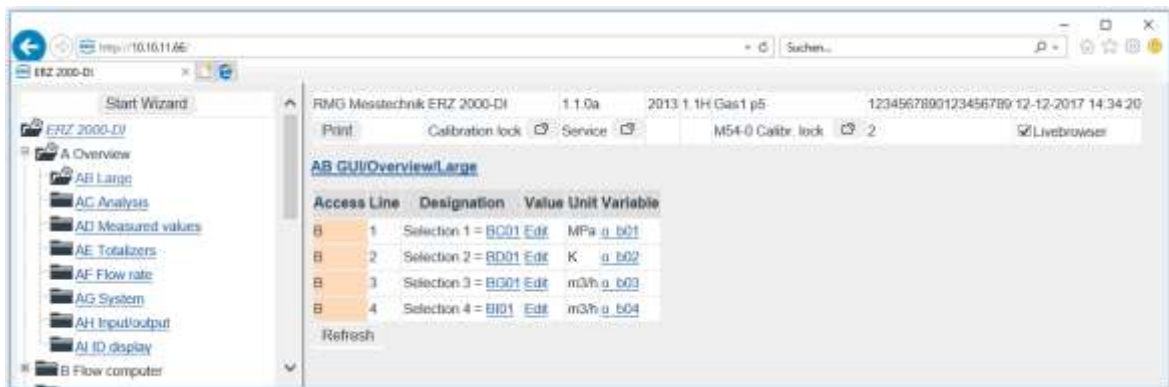 http://10.10.11.66/
Suchen...
ERZ 2000-DI
Start Wizard
RMG Messtechnik ERZ 2000-DI 1.1.0a 2013 1.1H Gas1 p5 1234567890123456789 12-12-2017 14:34:20
Print Calibration lock Service M54-0 Calibr. lock 2 Livebrowser
ERZ 2000-DI
A Overview
AB Large
AC Analysis
AD Measured values
AE Totalizers
AF Flow rate
AG System
AH Input/output
AI ID display
B Flow computer
AB GUI/Overview/Large
Access Line Designation Value Unit Variable
B 1 Selection 1 = BC01 Edit MPa o_b01
B 2 Selection 2 = BD01 Edit K o_b02
B 3 Selection 3 = BG01 Edit m3/h o_b03
B 4 Selection 4 = BI01 Edit m3/h o_b04
Refresh